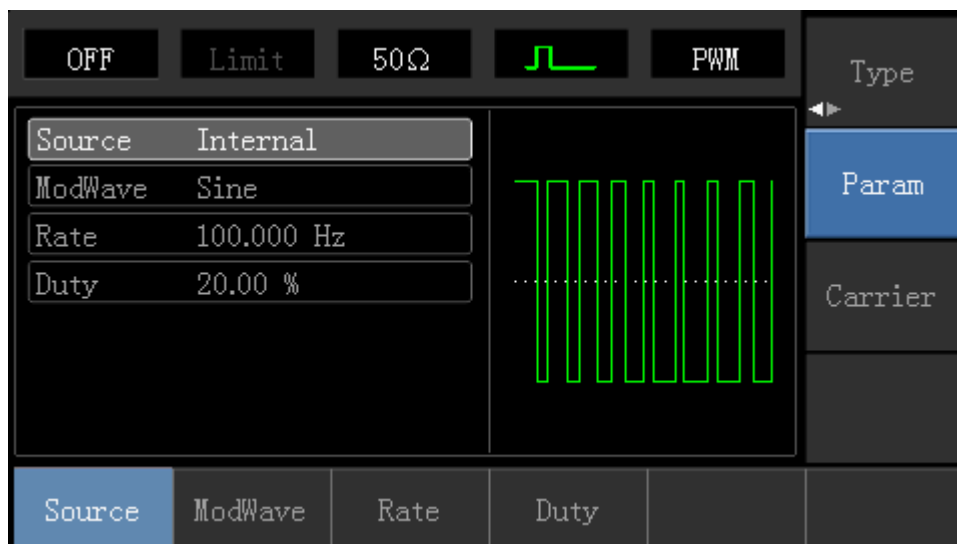 OFF Limit 50Ω PWM
Type
Source Internal
ModWave Sine
Rate 100.000 Hz
Duty 20.00 %
Param
Carrier
Source ModWave Rate Duty